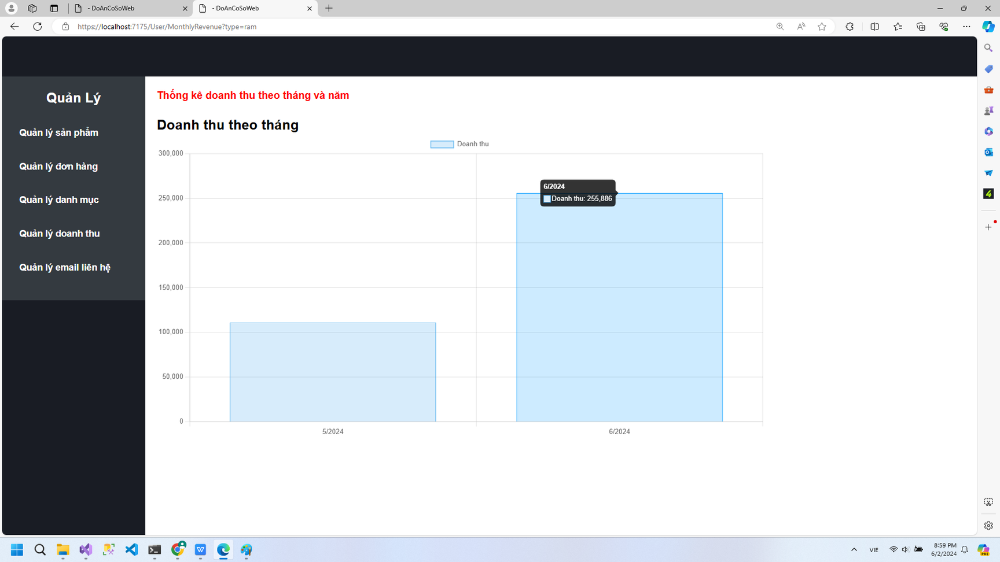 - DoAnCoSoWeb
- DoAnCoSoWeb
https://localhost:7175/User/MonthlyRevenue?type=ram
Quản Lý
Quản lý sản phẩm
Quản lý đơn hàng
Quản lý danh mục
Quản lý doanh thu
Quản lý email liên hệ
Thống kê doanh thu theo tháng và năm
Doanh thu theo tháng
Doanh thu
300,000
250,000
200,000
150,000
100,000
50,000
0
6/2024
Doanh thu: 255,886
5/2024
6/2024
VIE
8:59 PM
6/2/2024
PRE